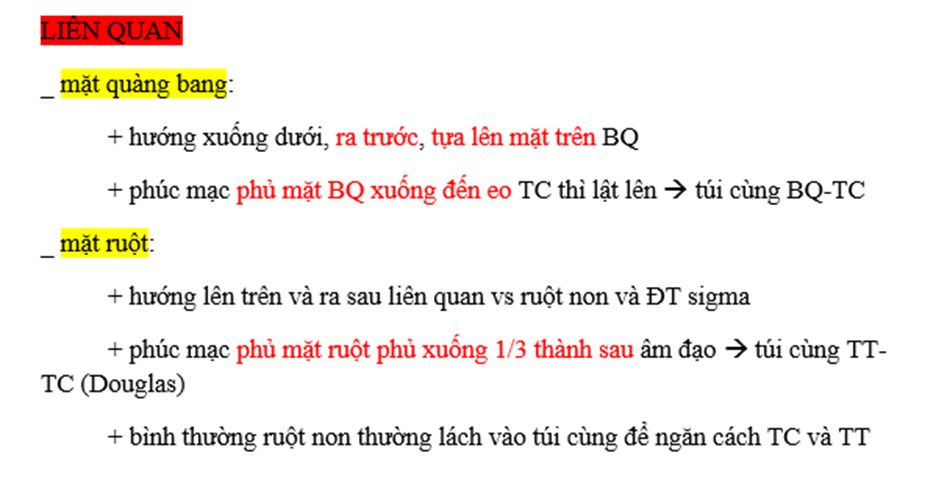 LIÊN QUAN
_ mặt quàng bang:
+ hướng xuống dưới, ra trước, tựa lên mặt trên BQ
+ phúc mạc phủ mặt BQ xuống đến eo TC thì lật lên → túi cùng BQ-TC
_ mặt ruột:
+ hướng lên trên và ra sau liên quan vs ruột non và ĐT sigma
+ phúc mạc phủ mặt ruột phủ xuống 1/3 thành sau âm đạo → túi cùng TT-
TC (Douglas)
+ bình thường ruột non thường lách vào túi cùng để ngăn cách TC và TT